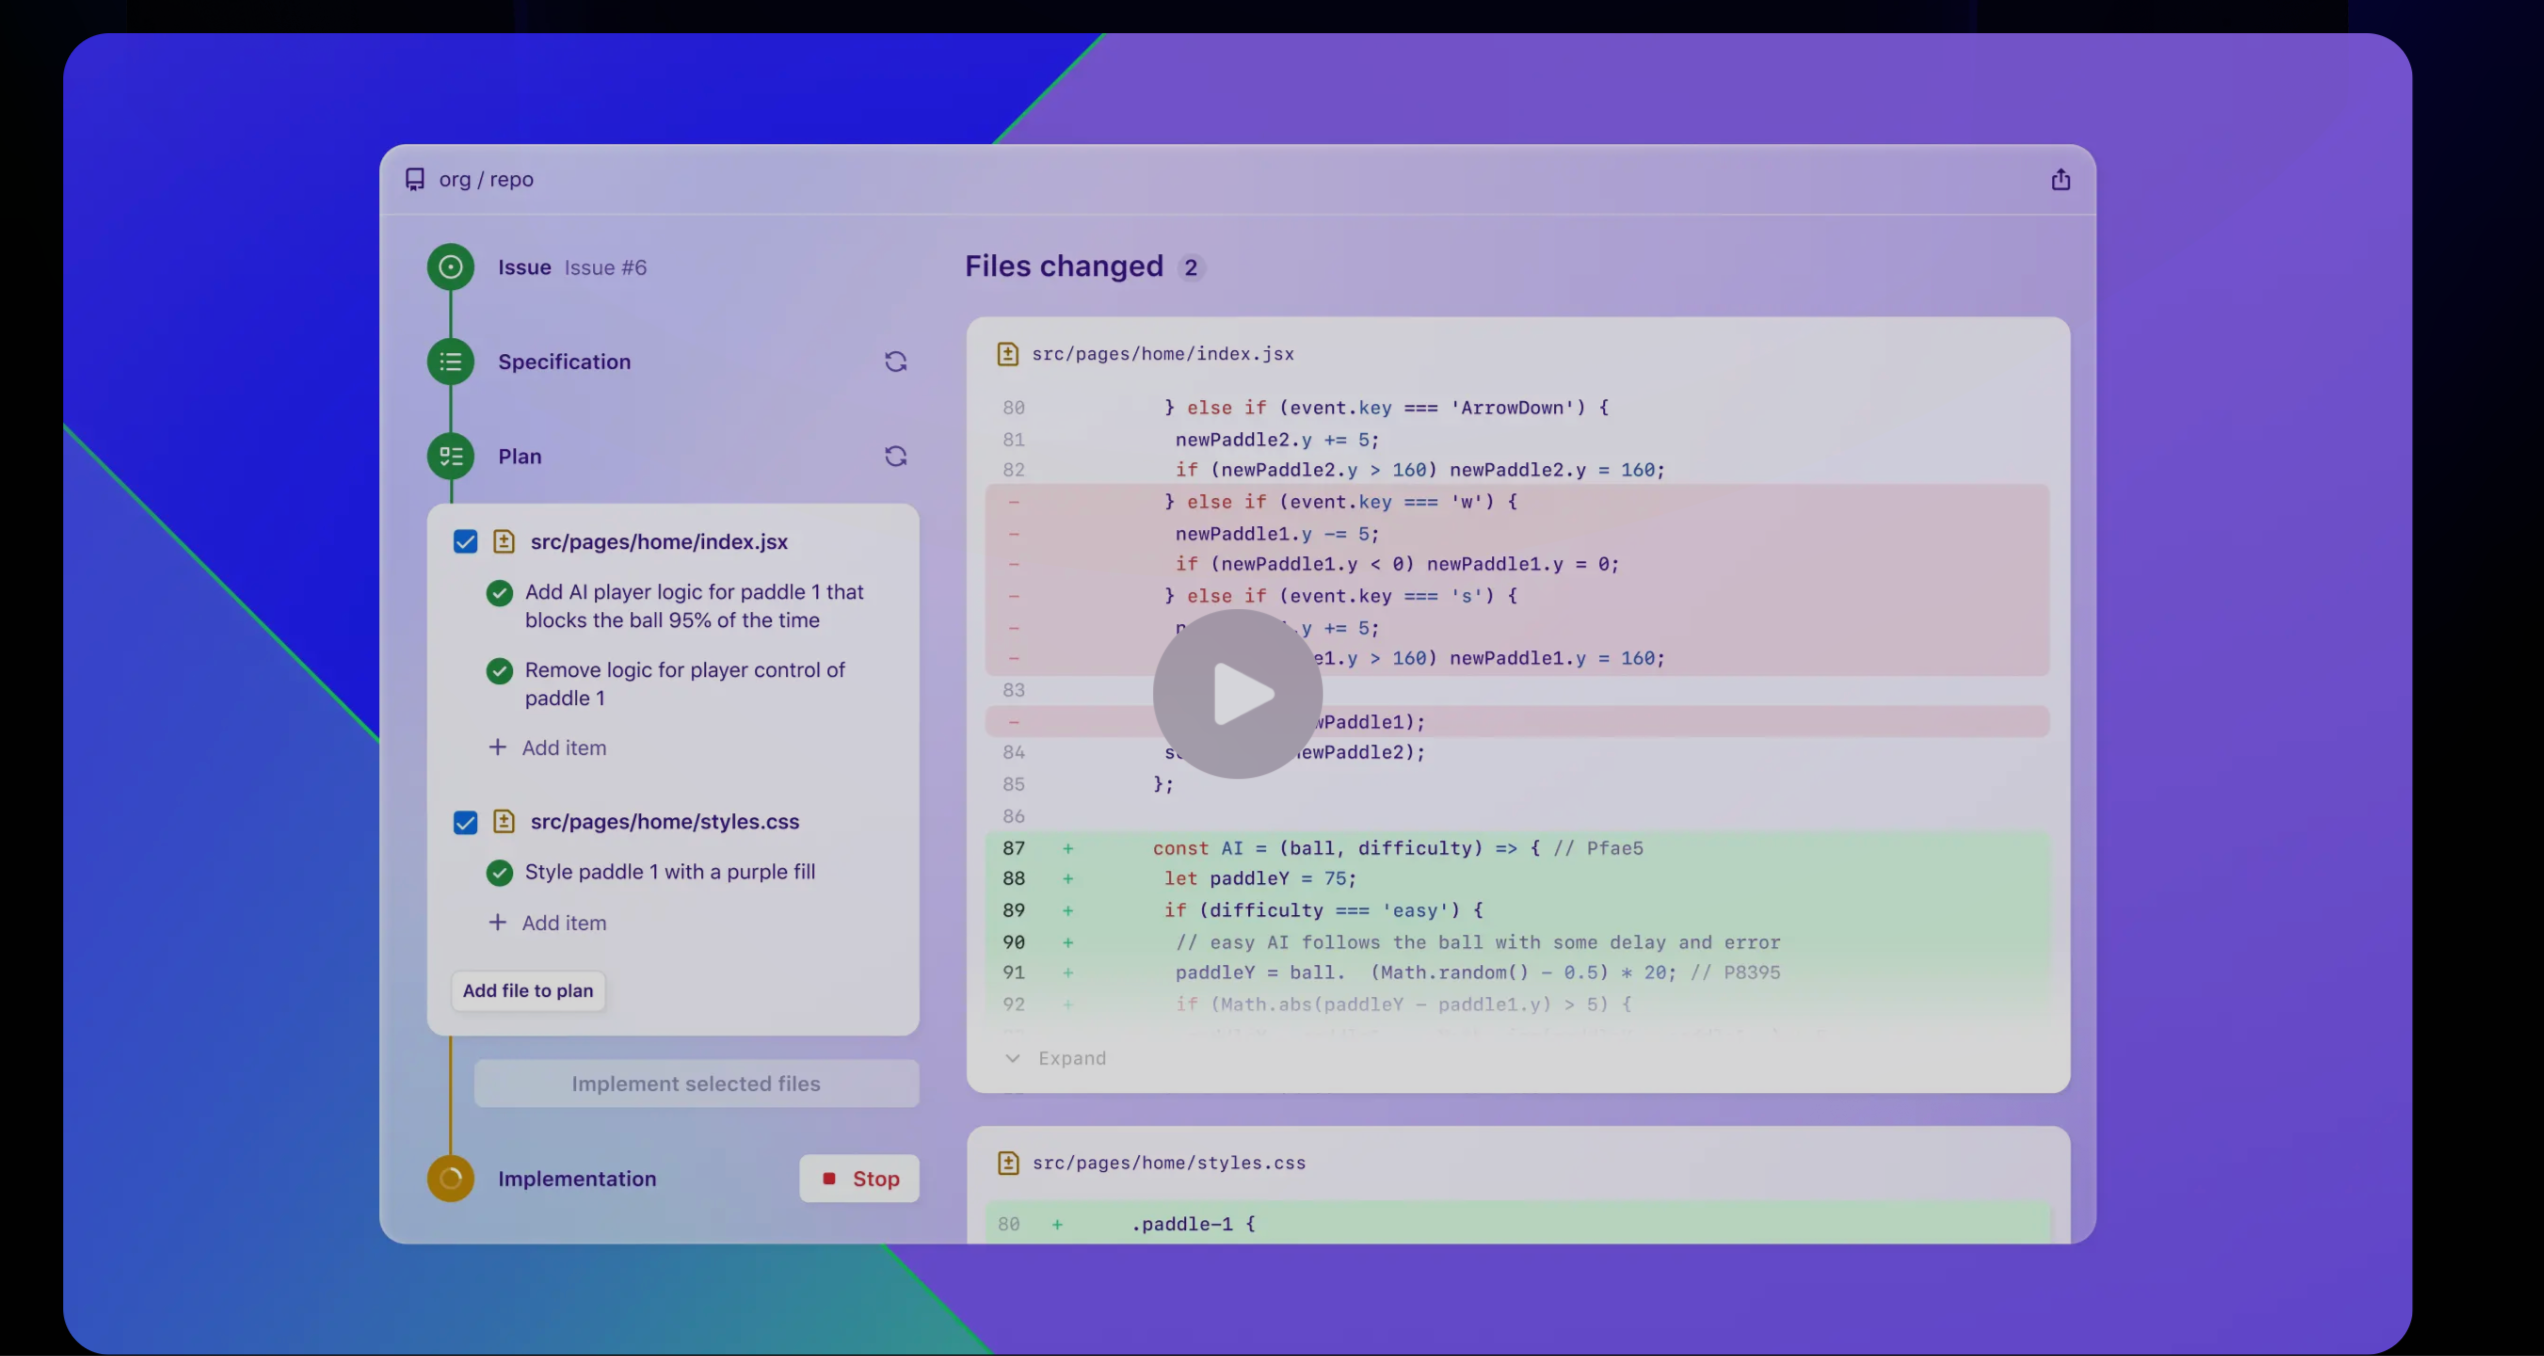 org / repo
Issue Issue #6
Specification
Plan
src/pages/home/index.jsx
Add AI player logic for paddle 1 that
blocks the ball 95% of the time
Remove logic for player control of
paddle 1
+ Add item
src/pages/home/styles.css
Style paddle 1 with a purple fill
+ Add item
Add file to plan
Implement selected files
Implementation
Stop
Files changed 2
src/pages/home/index.jsx
80 } else if (event.key === 'ArrowDown') {
81 newPaddle2.y += 5;
82 if (newPaddle2.y > 160) newPaddle2.y = 160;
- } else if (event.key === 'w') {
- newPaddle1.y -= 5;
- if (newPaddle1.y < 0) newPaddle1.y = 0;
- } else if (event.key === 's') {
- .y += 5;
- .y > 160) newPaddle1.y = 160;
83
- );
84 );
85 };
86
87 + const AI = (ball, difficulty) => { // Pfae5
88 + let paddleY = 75;
89 + if (difficulty === 'easy') {
90 + // easy AI follows the ball with some delay and error
91 + paddleY = ball. (Math.random() - 0.5) * 20; // P8395
92 + if (Math.abs(paddleY - paddle1.y) > 5) {
Expand
src/pages/home/styles.css
80 + .paddle-1 {